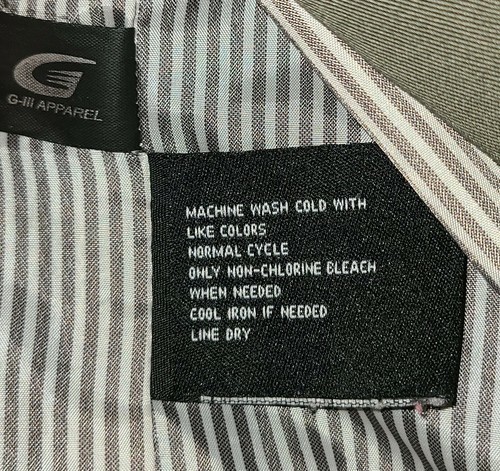 G-III APPAREL
MACHINE WASH COLD WITH
LIKE COLORS
NORMAL CYCLE
ONLY NON-CHLORINE BLEACH
WHEN NEEDED
COOL IRON IF NEEDED
LINE DRY